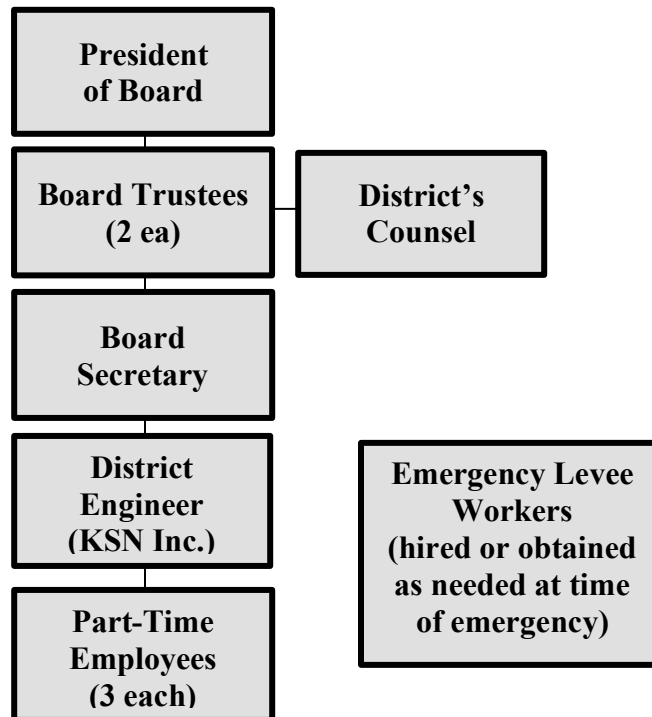 President
of Board
Board Trustees
(2 ea)
District’s
Counsel
Board
Secretary
District
Engineer
(KSN Inc.)
Emergency Levee
Workers
(hired or obtained
as needed at time
of emergency)
Part-Time
Employees
(3 each)